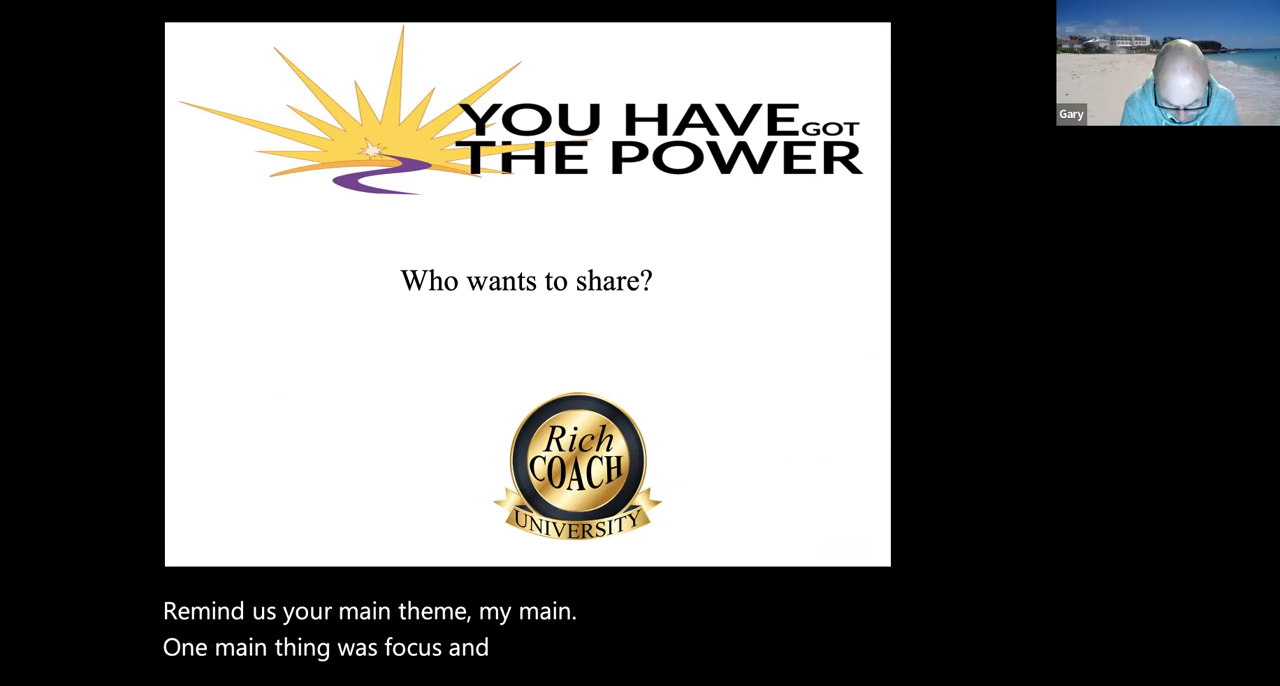 YOU HAVE GOT
THE POWER
Gary
Who wants to share?
Rich
COACH
UNIVERSITY
Remind us your main theme, my main.
One main thing was focus and